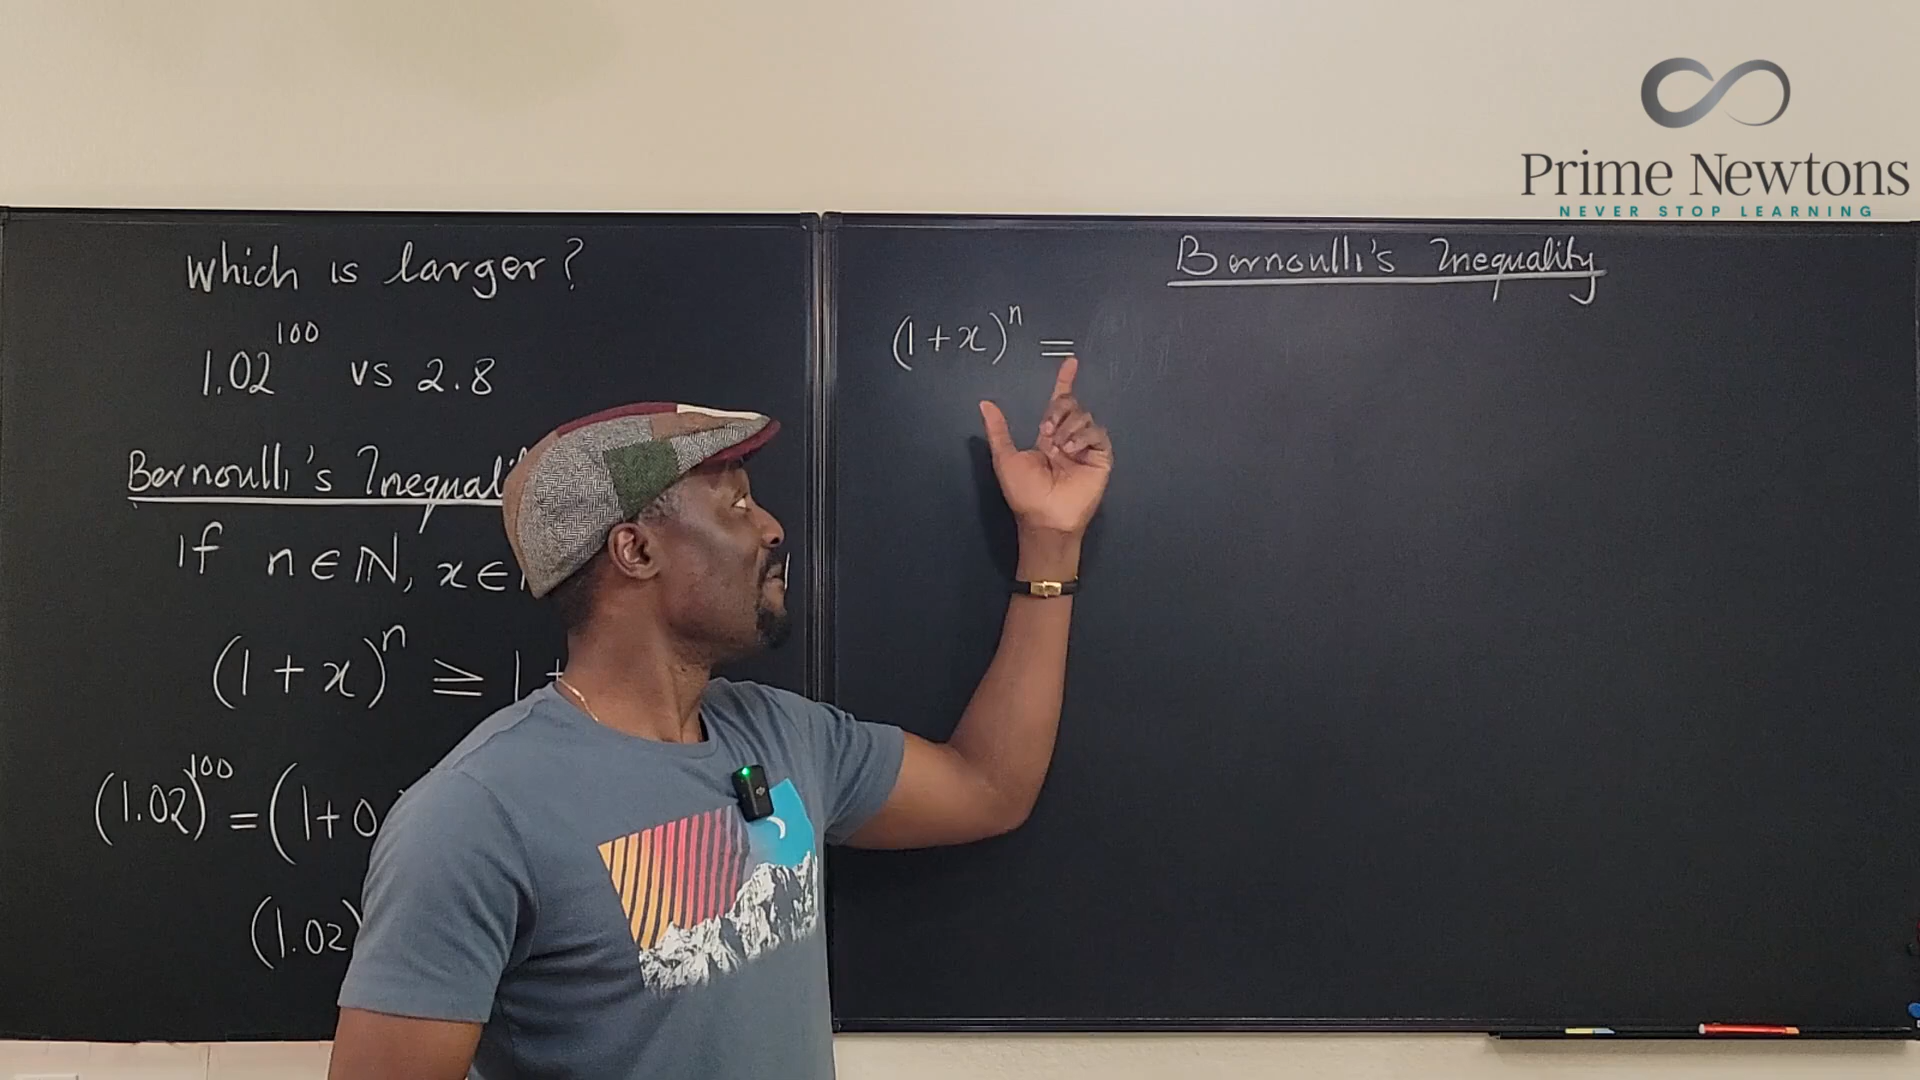 Prime Newtons
NEVER STOP LEARNING
Which is larger?
1.02^100 vs 2.8
Bernoulli's Inequali
If n∈ℕ, x∈
(1+x)^n ≥ 1+
(1.02)^100 = (1+0
(1.02)
Bernoulli's Inequality
(1+x)^n =